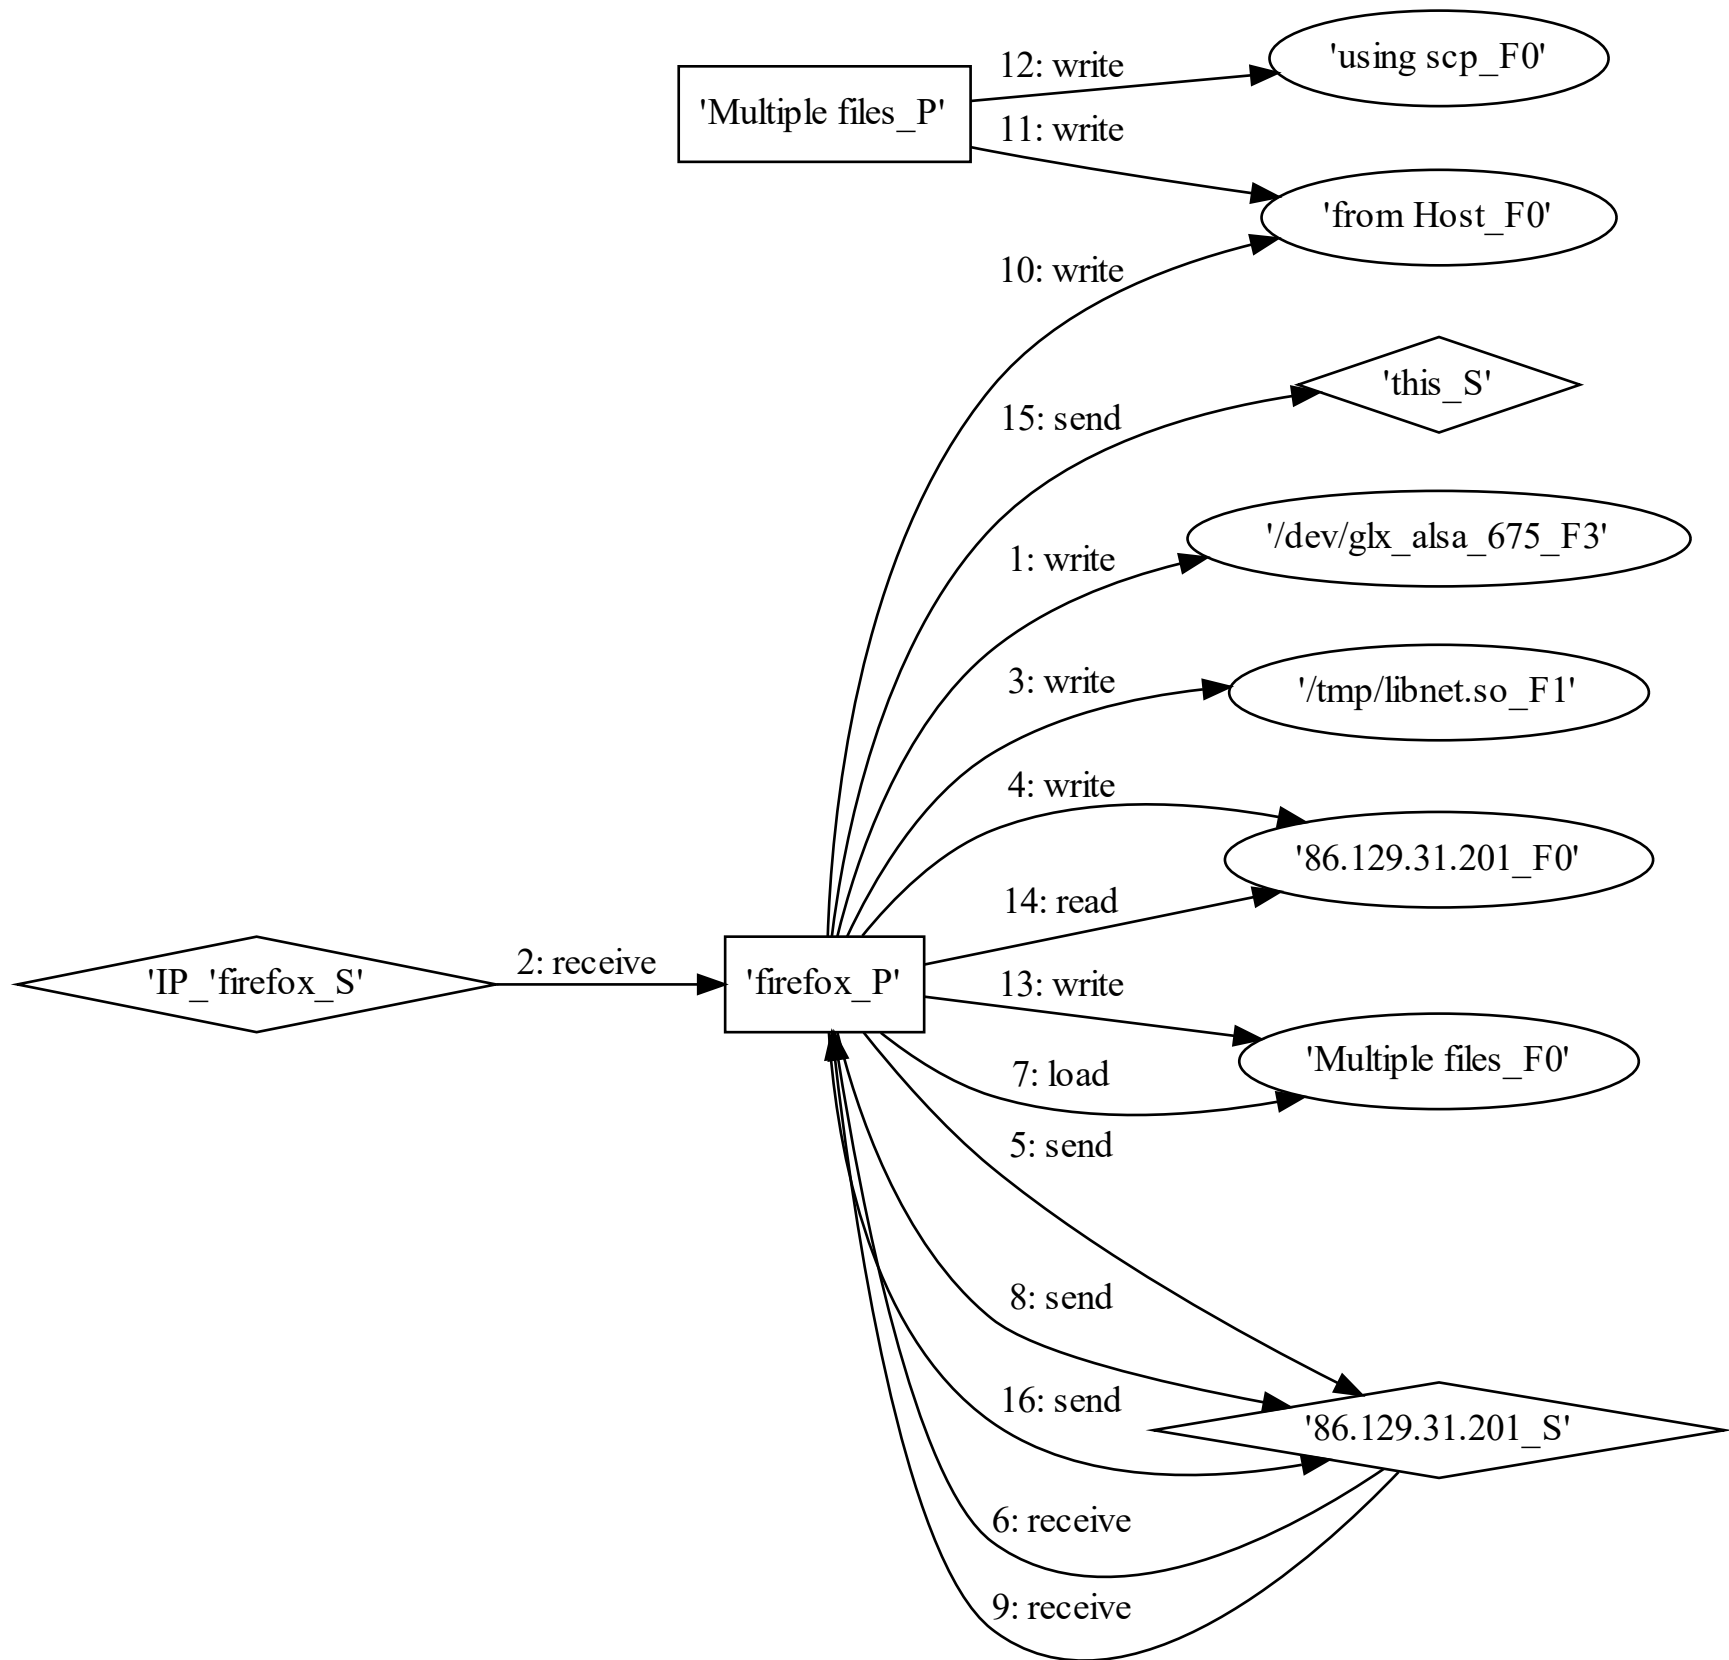 12: write
'using scp_F0'
'Multiple files_P'
11: write
'from Host_F0'
10: write
'this_S'
15: send
'/dev/glx_alsa_675_F3'
1: write
3: write
'/tmp/libnet.so_F1'
4: write
'86.129.31.201_F0'
14: read
'IP_'firefox_S'
2: receive
'firefox_P'
13: write
'Multiple files_F0'
7: load
5: send
8: send
16: send
'86.129.31.201_S'
6: receive
9: receive